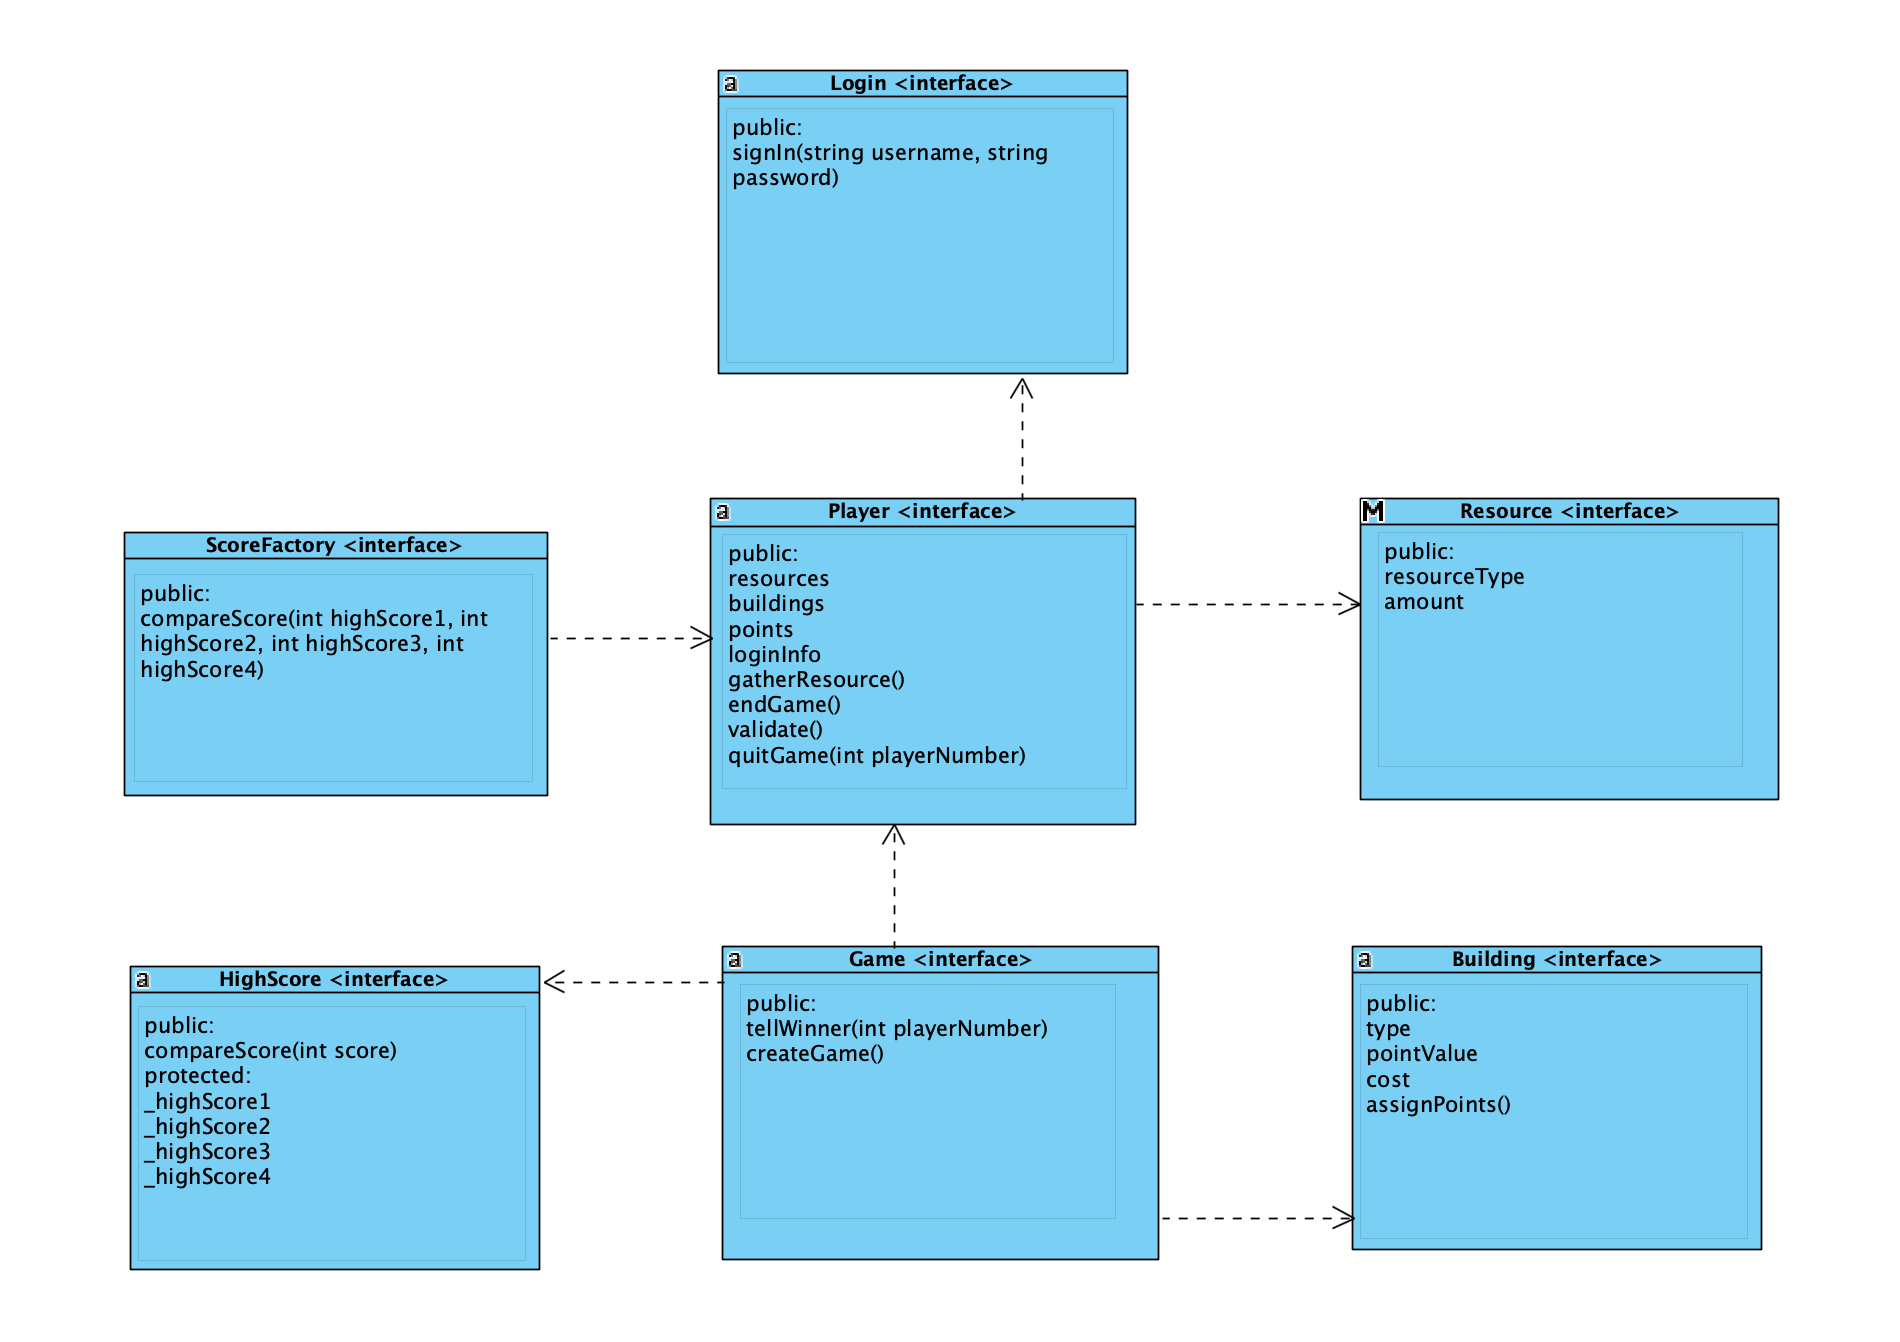 a
Login <interface>
public:
signIn(string username, string
password)
ScoreFactory <interface>
public:
compareScore(int highScore1, int
highScore2, int highScore3, int
highScore4)
a
Player <interface>
public:
resources
buildings
points
loginInfo
gatherResource()
endGame()
validate()
quitGame(int playerNumber)
M
Resource <interface>
public:
resourceType
amount
a
HighScore <interface>
public:
compareScore(int score)
protected:
_highScore1
_highScore2
_highScore3
_highScore4
a
Game <interface>
public:
tellWinner(int playerNumber)
createGame()
a
Building <interface>
public:
type
pointValue
cost
assignPoints()